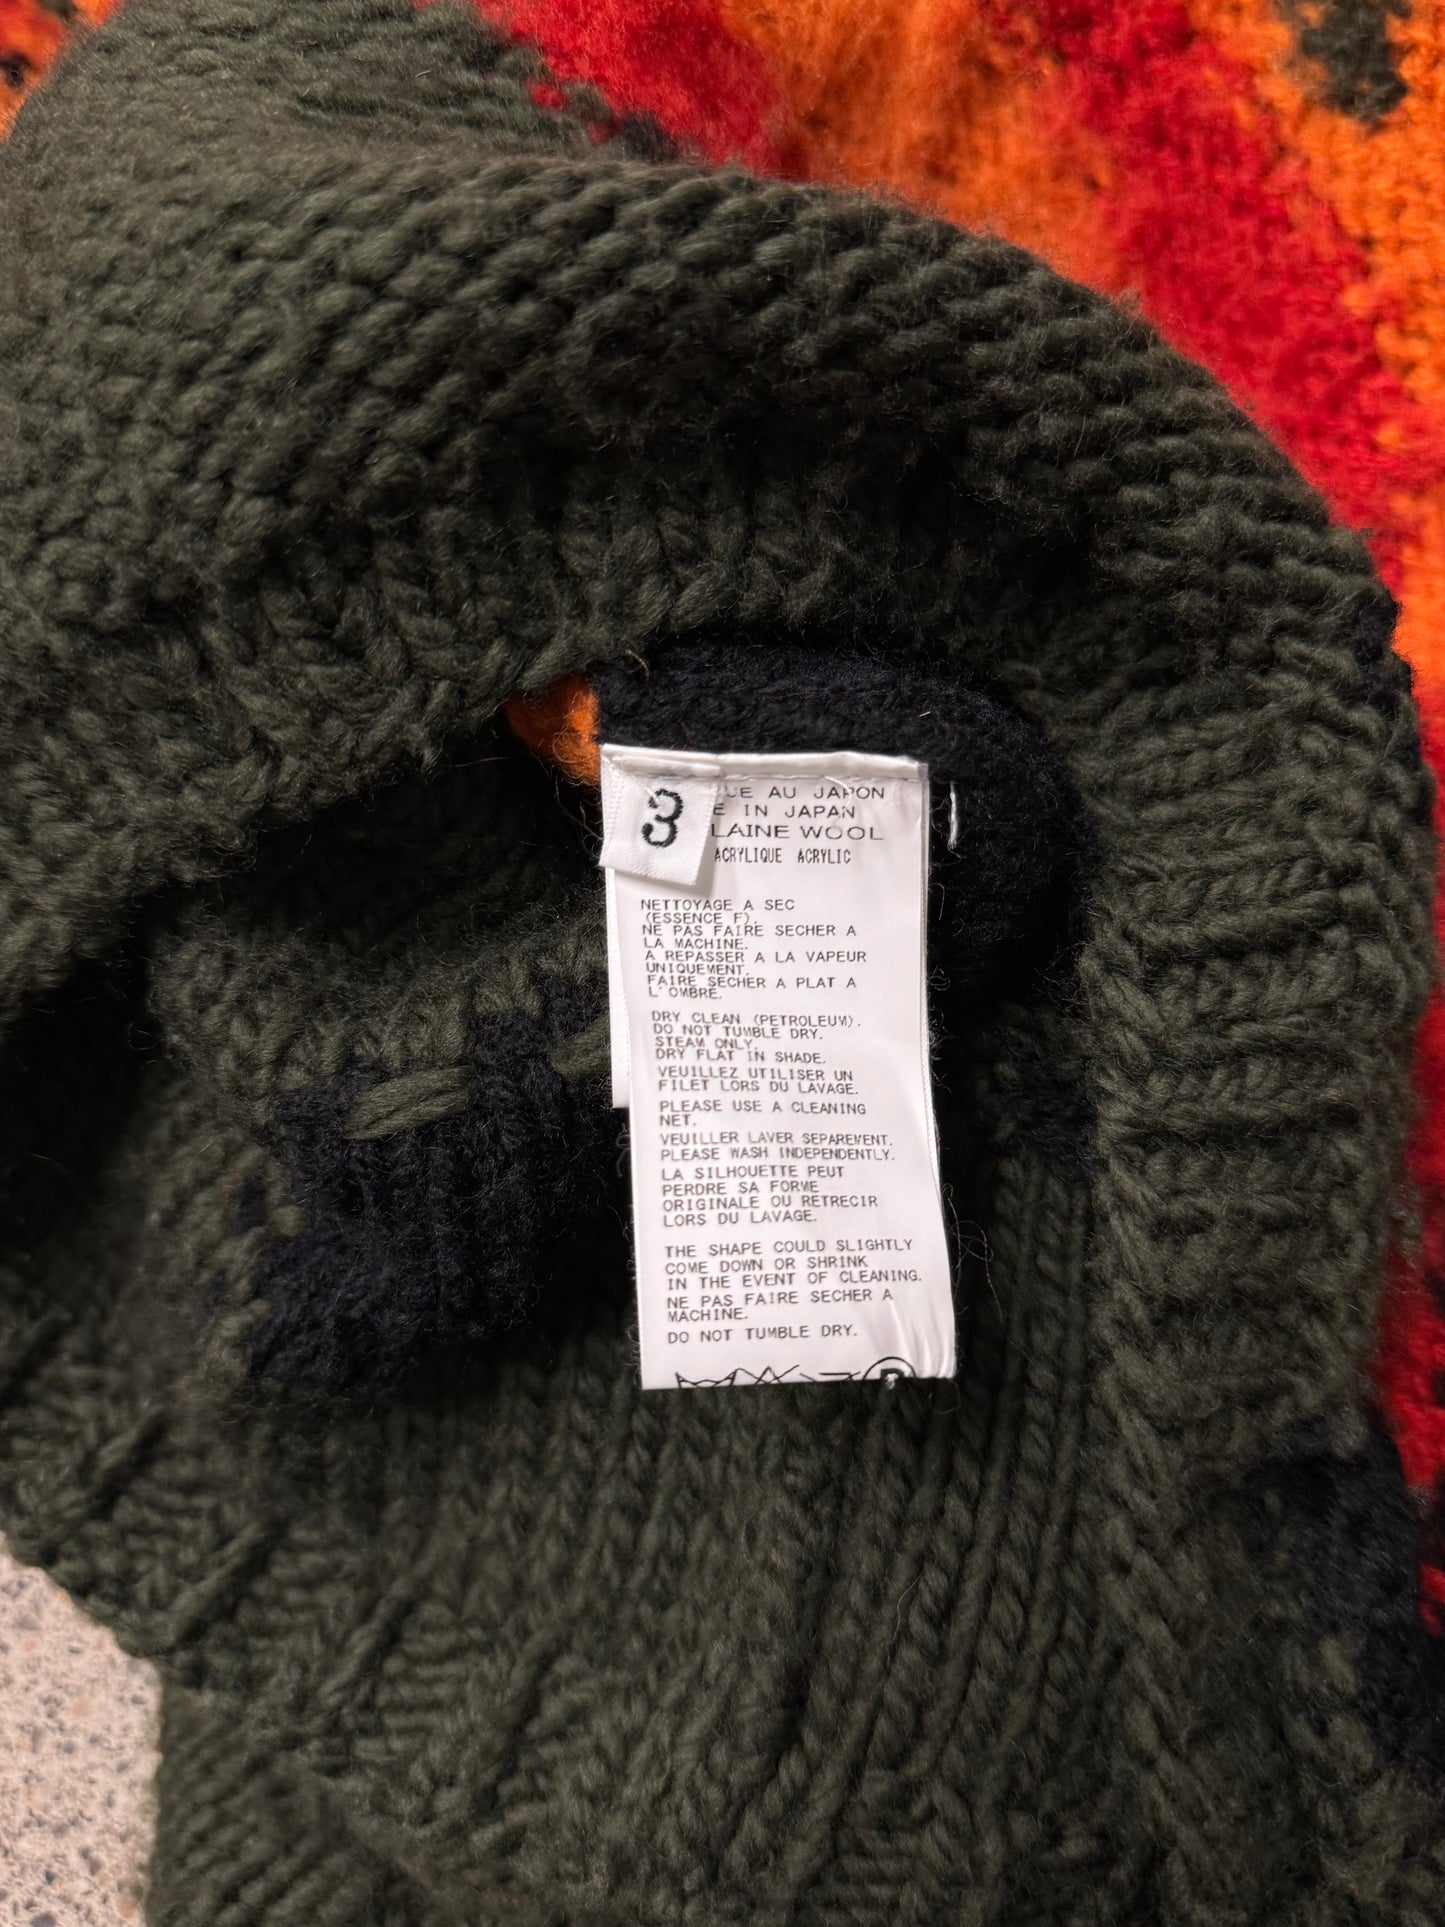 3
UE AU JAPON
E IN JAPAN
LAINE WOOL
ACRYLIQUE ACRYLIC
NETTOYAGE A SEC
(ESSENCE F).
NE PAS FAIRE SECHER A
LA MACHINE.
A REPASSER A LA VAPEUR
UNIQUEMENT.
FAIRE SECHER A PLAT A
L'OMBRE.
DRY CLEAN (PETROLEUM).
DO NOT TUMBLE DRY.
STEAM ONLY.
DRY FLAT IN SHADE.
VEUILLEZ UTILISER UN
FILET LORS DU LAVAGE.
PLEASE USE A CLEANING
NET.
VEUILLER LAVER SEPAREMENT.
PLEASE WASH INDEPENDENTLY.
LA SILHOUETTE PEUT
PERDRE SA FORME
ORIGINALE OU RETRECIR
LORS DU LAVAGE.
THE SHAPE COULD SLIGHTLY
COME DOWN OR SHRINK
IN THE EVENT OF CLEANING.
NE PAS FAIRE SECHER A
MACHINE.
DO NOT TUMBLE DRY.